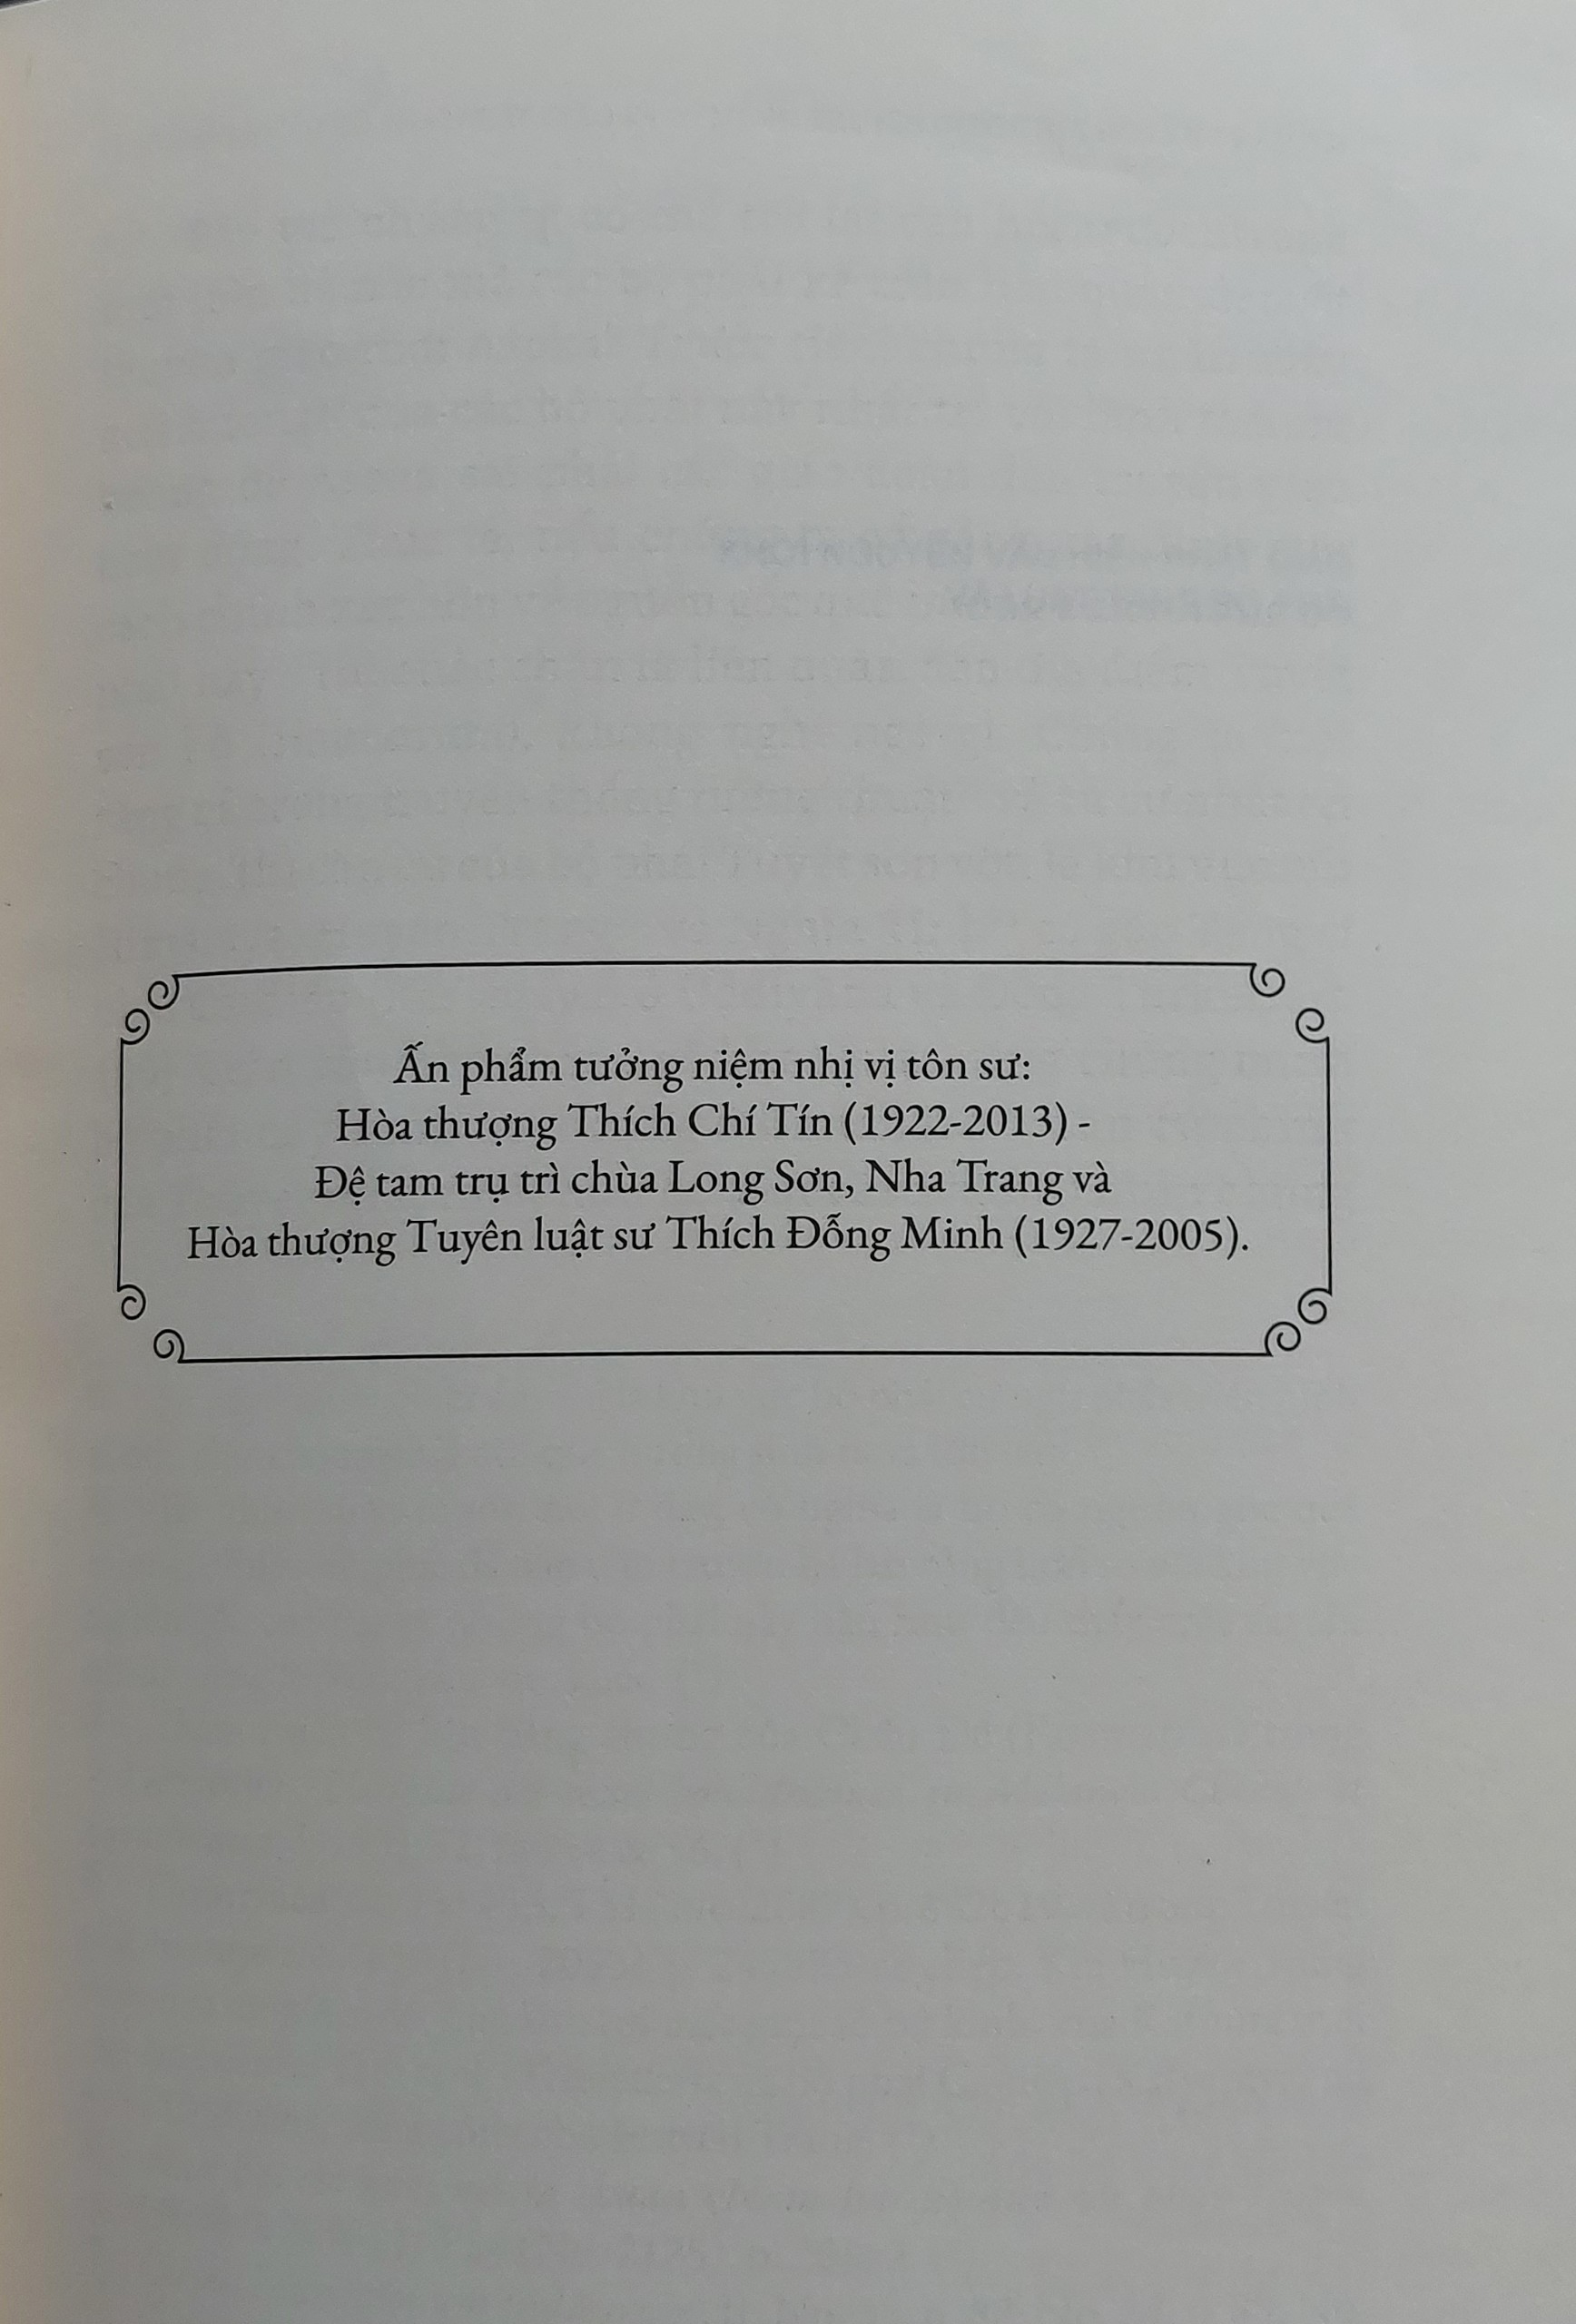 Ấn phẩm tưởng niệm nhị vị tôn sư:
Hòa thượng Thích Chí Tín (1922-2013) -
Đệ tam trụ trì chùa Long Sơn, Nha Trang và
Hòa thượng Tuyên luật sư Thích Đỗng Minh (1927-2005).